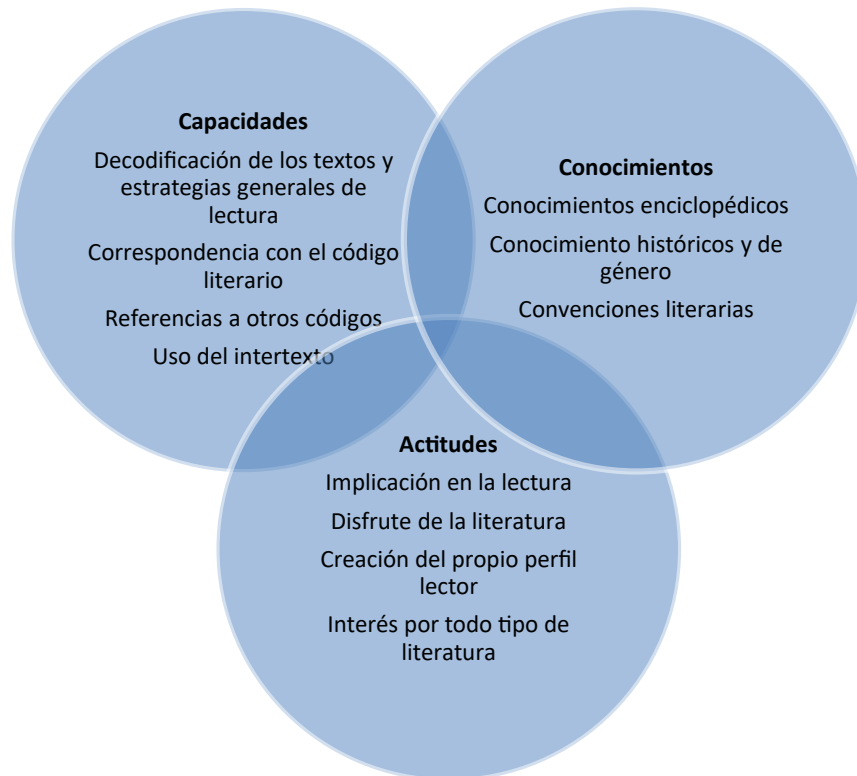 Capacidades
Decodificación de los textos y
estrategias generales de
lectura
Correspondencia con el código
literario
Referencias a otros códigos
Uso del intertexto
Conocimientos
Conocimientos enciclopédicos
Conocimiento históricos y de
género
Convenciones literarias
Actitudes
Implicación en la lectura
Disfrute de la literatura
Creación del propio perfil
lector
Interés por todo tipo de
literatura